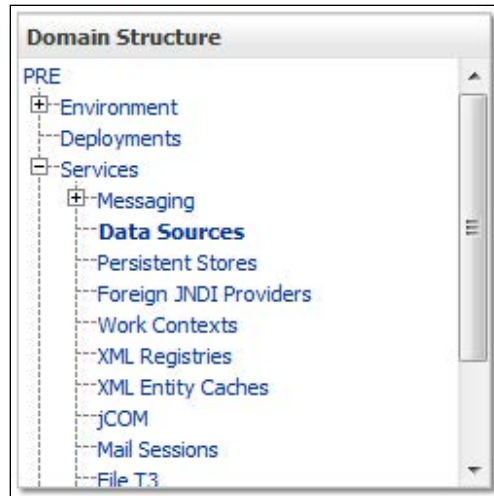 Domain Structure
PRE
Environment
Deployments
Services
Messaging
Data Sources
Persistent Stores
Foreign JNDI Providers
Work Contexts
XML Registries
XML Entity Caches
jCOM
Mail Sessions
File T3